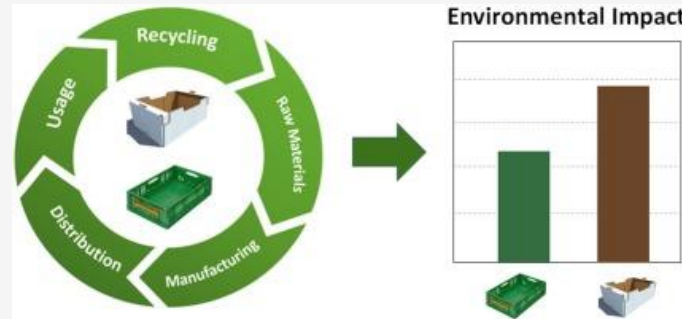 Environmental Impact
Recycling
Raw Materials
Manufacturing
Distribution
Usage